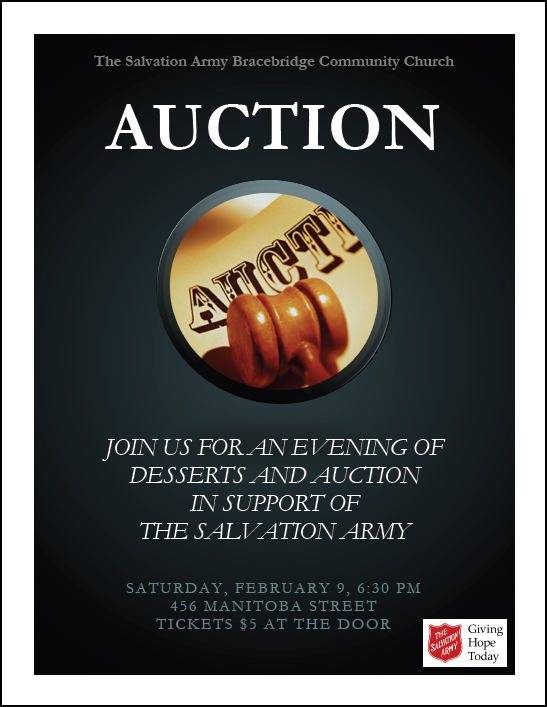 The Salvation Army Bracebridge Community Church
AUCTION
AUCTI
JOIN US FOR AN EVENING OF
DESSERTS AND AUCTION
IN SUPPORT OF
THE SALVATION ARMY
SATURDAY, FEBRUARY 9, 6:30 PM
456 MANITOBA STREET
TICKETS $5 AT THE DOOR
THE
SALVATION
ARMY
Giving
Hope
Today